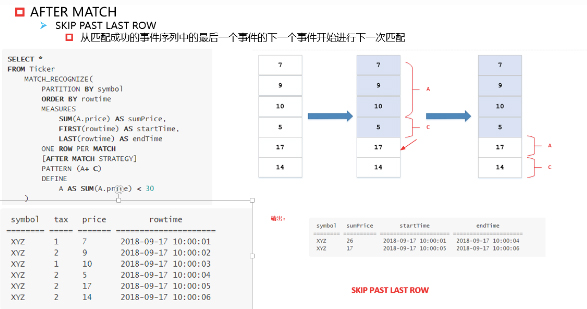 AFTER MATCH
SKIP PAST LAST ROW
从匹配成功的事件序列中的最后一个事件的下一个事件开始进行下一次匹配
SELECT *
FROM Ticker
MATCH_RECOGNIZE(
PARTITION BY symbol
ORDER BY rowtime
MEASURES
SUM(A.price) AS sumPrice,
FIRST(rowtime) AS startTime,
LAST(rowtime) AS endTime
ONE ROW PER MATCH
[AFTER MATCH STRATEGY]
PATTERN (A+ C)
DEFINE
A AS SUM(A.price) < 30
)
7
9
10
5
17
14
7
9
10
5
17
14
A
C
7
9
10
5
17
14
A
C
symbol tax price rowtime
======== ===== ======= =====================
XYZ 1 7 2018-09-17 10:00:01
XYZ 2 9 2018-09-17 10:00:02
XYZ 1 10 2018-09-17 10:00:03
XYZ 2 5 2018-09-17 10:00:04
XYZ 2 17 2018-09-17 10:00:05
XYZ 2 14 2018-09-17 10:00:06
输出：
symbol sumPrice startTime endTime
XYZ 26 2018-09-17 10:00:01 2018-09-17 10:00:04
XYZ 17 2018-09-17 10:00:05 2018-09-17 10:00:06
SKIP PAST LAST ROW